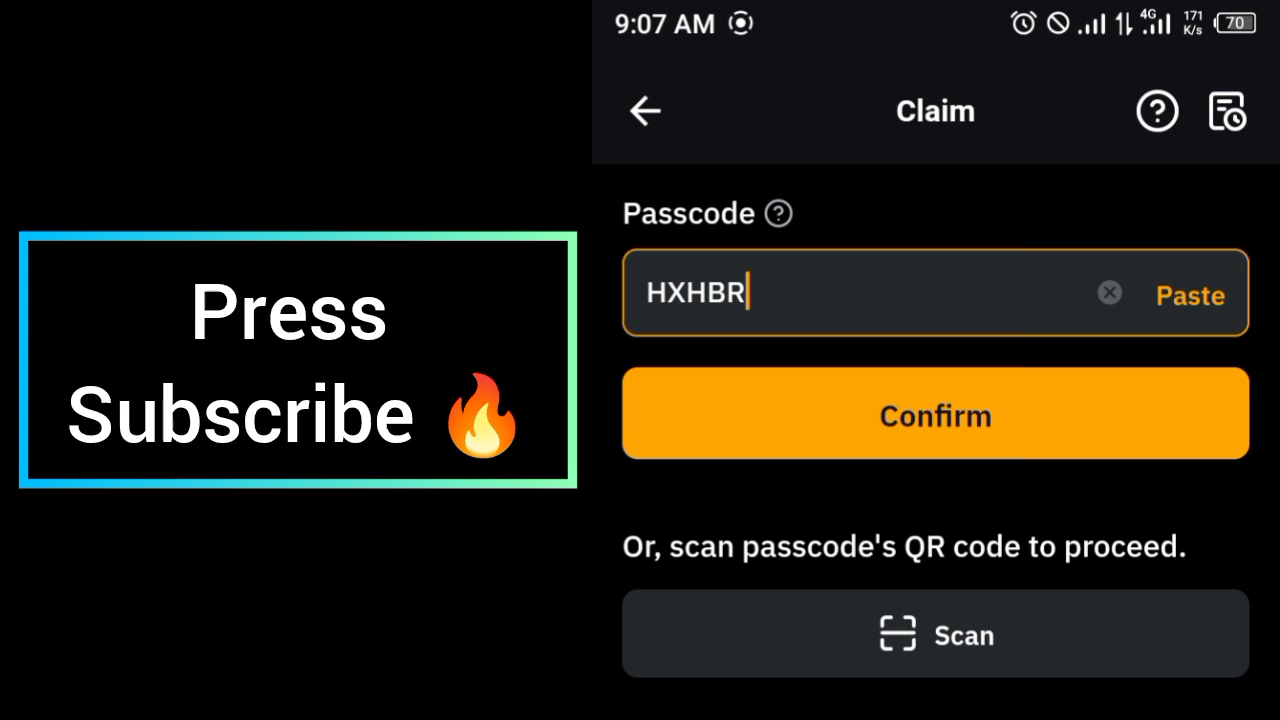 Press
Subscribe 🔥
9:07 AM
4G 171 K/s 70
Claim
Passcode
HXHBR
Paste
Confirm
Or, scan passcode's QR code to proceed.
Scan